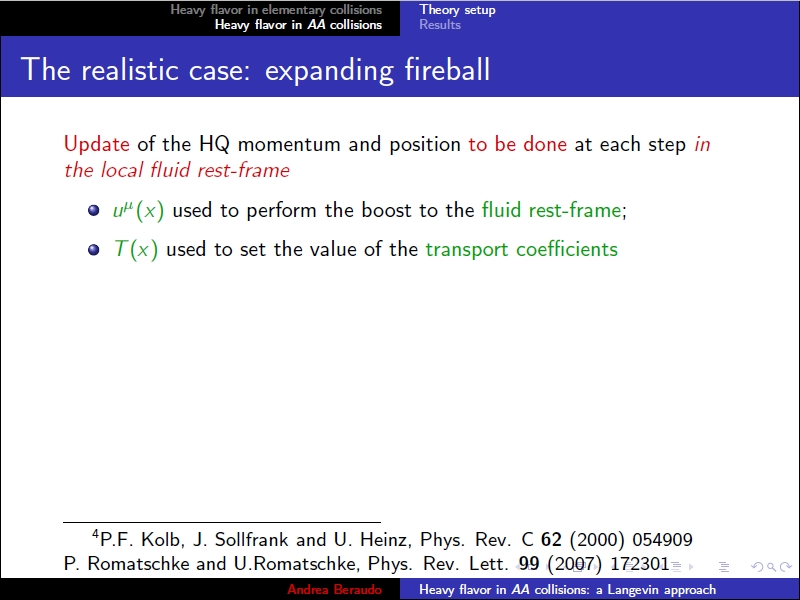 Heavy flavor in elementary collisions
Heavy flavor in AA collisions
Theory setup
Results
The realistic case: expanding fireball
Update of the HQ momentum and position to be done at each step in
the local fluid rest-frame
u^μ(x) used to perform the boost to the fluid rest-frame;
T(x) used to set the value of the transport coefficients
⁴P.F. Kolb, J. Sollfrank and U. Heinz, Phys. Rev. C 62 (2000) 054909
P. Romatschke and U.Romatschke, Phys. Rev. Lett. 99 (2007) 172301
Andrea Beraudo
Heavy flavor in AA collisions: a Langevin approach